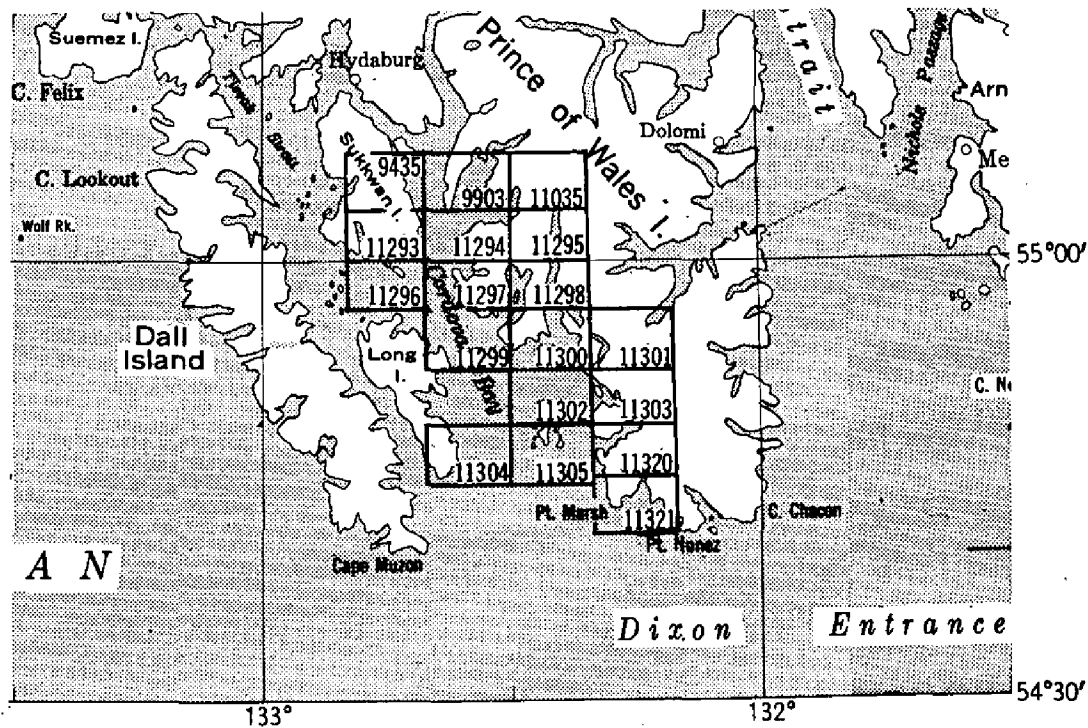 Suemez I.
Hydaburg
Prince of Wales I.
trait
Nichols Passage
C. Felix
Arn
Dolomi
Me
Sukkwan I.
C. Lookout
9435
9903
11035
Wolf Rk.
11293
11294
11295
55°00′
11296
11297
11298
Cordova Bay
Dall
Island
Long
I.
11299
11300
11301
C. N
11302
11303
11304
11305
11320
Pt. Marsh
11321
C. Chacon
Pt. Nunez
Cape Muzon
A N
Dixon
Entrance
54°30′
133°
132°